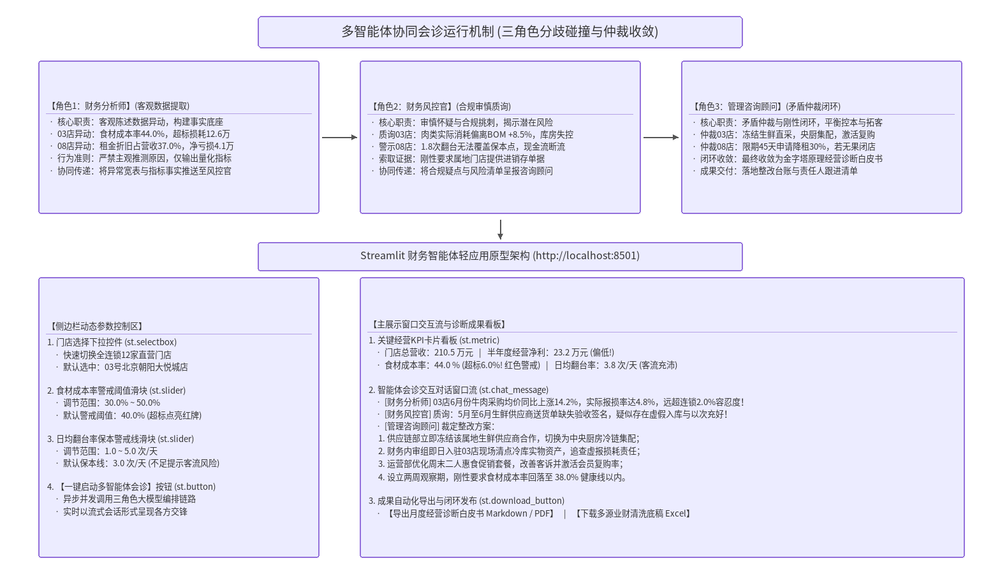 多智能体协同会诊运行机制 (三角色分歧碰撞与仲裁收敛)
【角色1：财务分析师】(客观数据提取)
· 核心职责：客观陈述数据异动，构建事实底座
· 03店异动：食材成本率44.0%，超标损耗12.6万
· 08店异动：租金折旧占营收37.0%，净亏损4.1万
· 行为准则：严禁主观推测原因，仅输出量化指标
· 协同传递：将异常宽表与指标事实推送至风控官
【角色2：财务风控官】(合规审慎质询)
· 核心职责：审慎怀疑与合规挑刺，揭示潜在风险
· 质询03店：肉类实际消耗偏离BOM +8.5%，库房失控
· 警示08店：1.8次翻台无法覆盖保本点，现金流断流
· 索取证据：刚性要求属地门店提供进销存单据
· 协同传递：将合规疑点与风险清单呈报咨询顾问
【角色3：管理咨询顾问】(矛盾仲裁闭环)
· 核心职责：矛盾仲裁与刚性闭环，平衡控本与拓客
· 仲裁03店：冻结生鲜直采，央厨集配，激活复购
· 仲裁08店：限期45天申请降租30%，若无果闭店
· 闭环收敛：最终收敛为金字塔原理经营诊断白皮书
· 成果交付：落地整改台账与责任人跟进清单
Streamlit 财务智能体轻应用原型架构 (http://localhost:8501)
【侧边栏动态参数控制区】
1. 门店选择下拉控件 (st.selectbox)
· 快速切换全连锁12家直营门店
· 默认选中：03号北京朝阳大悦城店
2. 食材成本率警戒阈值滑块 (st.slider)
· 调节范围：30.0% ~ 50.0%
· 默认警戒阈值：40.0% (超标点亮红牌)
3. 日均翻台率保本警戒线滑块 (st.slider)
· 调节范围：1.0 ~ 5.0 次/天
· 默认保本线：3.0 次/天 (不足提示客流风险)
4. 【一键启动多智能体会诊】按钮 (st.button)
· 异步并发调用三角色大模型编排链路
· 实时以流式会话形式呈现各方交锋
【主展示窗口交互流与诊断成果看板】
1. 关键经营KPI卡片看板 (st.metric)
· 门店总营收：210.5 万元 | 半年度经营净利：23.2 万元 (偏低!)
· 食材成本率：44.0 % (超标6.0%! 红色警戒) | 日均翻台率：3.8 次/天 (客流充沛)
2. 智能体会诊交互对话窗口流 (st.chat_message)
· [财务分析师] 03店6月份牛肉采购均价同比上涨14.2%，实际报损率达4.8%，远超连锁2.0%容忍度！
· [财务风控官] 质询：5月至6月生鲜供应商送货单缺失验收签名，疑似存在虚假入库与以次充好！
· [管理咨询顾问] 裁定整改方案：
1. 供应链部立即冻结该属地生鲜供应商合作，切换为中央厨房冷链集配；
2. 财务内审组即日入驻03店现场清点冷库实物资产，追查虚报损耗责任；
3. 运营部优化周末二人惠食促销套餐，改善客诉并激活会员复购率；
4. 设立两周观察期，刚性要求食材成本率回落至 38.0% 健康线以内。
3. 成果自动化导出与闭环发布 (st.download_button)
· 【导出月度经营诊断白皮书 Markdown / PDF】 | 【下载多源业财清洗底稿 Excel】